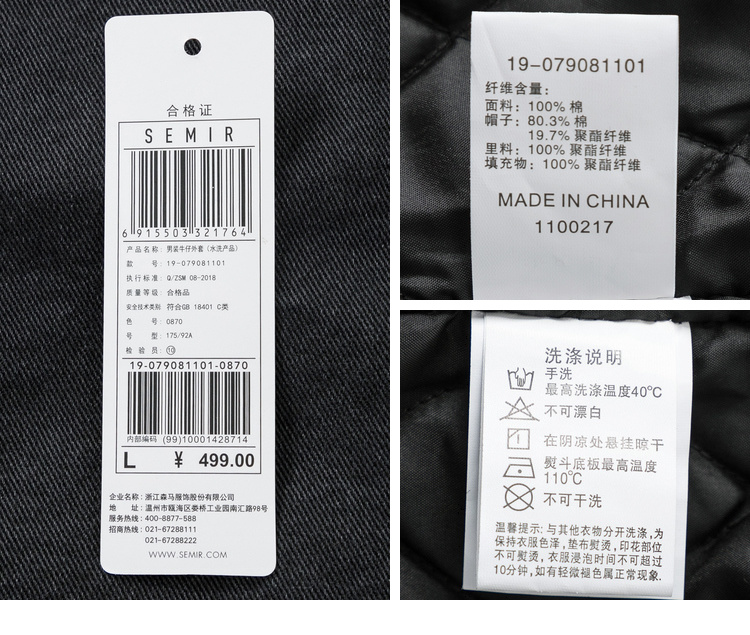 合格证
SEMIR
6 915503 321764
产品名称: 男装牛仔外套（水洗产品）
款 号: 19-079081101
执行标准: Q/ZSM 08-2018
质量等级: 合格品
安全技术类别: 符合GB 18401 C类
色 号: 0870
号 型: 175/92A
检 验 员: ⑩
19-079081101-0870
内部编码 (99)10001428714
L ¥ 499.00
企业名称: 浙江森马服饰股份有限公司
地 址: 温州市瓯海区娄桥工业园南汇路98号
服务热线: 400-8877-588
招商热线: 021-67288111
021-67288222
WWW.SEMIR.COM
19-079081101
纤维含量:
面料: 100% 棉
帽子: 80.3% 棉
19.7% 聚酯纤维
里料: 100% 聚酯纤维
填充物: 100% 聚酯纤维
MADE IN CHINA
1100217
洗涤说明
手洗
最高洗涤温度40℃
不可漂白
在阴凉处悬挂晾干
熨斗底板最高温度
110℃
不可干洗
温馨提示: 与其他衣物分开洗涤,为
保持衣服色泽, 垫布熨烫, 印花部位
不可熨烫, 衣服浸泡时间不可超过
10分钟, 如有轻微褪色属正常现象.